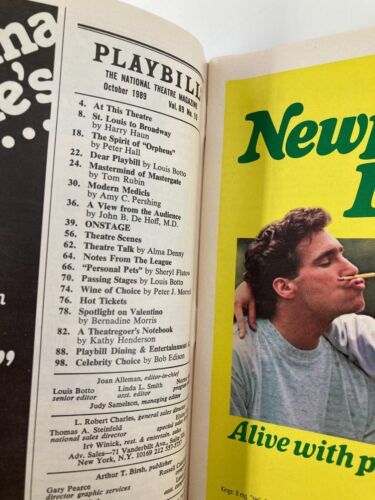 PLAYBILL
THE NATIONAL THEATRE MAGAZINE
October 1989 Vol. 89 No. 10
4. At This Theatre
8. St. Louis to Broadway
by Harry Haun
18. The Spirit of "Orpheus"
by Peter Hall
22. Dear Playbill by Louis Botto
24. Mastermind of Mastergate
by Tom Rubin
30. Modern Medicis
by Amy C. Pershing
36. A View from the Audience
by John B. De Hoff, M.D.
39. ONSTAGE
56. Theatre Scenes
62. Theatre Talk by Alma Denny
64. Notes From The League
66. "Personal Pets" by Sheryl Flatow
70. Passing Stages by Louis Botto
74. Wine of Choice by Peter J. Morrell
76. Hot Tickets
78. Spotlight on Valentino
by Bernadine Morris
82. A Theatregoer's Notebook
by Kathy Henderson
88. Playbill Dining & Entertainment
98. Celebrity Choice by Bob Edison
Joan Alleman, editor-in-chief
Louis Botto Linda L. Smith
senior editor asst. editor
Judy Samelson, managing editor
L. Robert Charles, general sales
Thomas A. Steinfeld
national sales director
Irv Winick, rest. & entertain. sales
Adv. Sales—71 Vanderbilt Ave.,
New York, N.Y. 10169 212 557-
Arthur T. Birsh, publisher
Gary Pearce
director graphic services
Alive with p